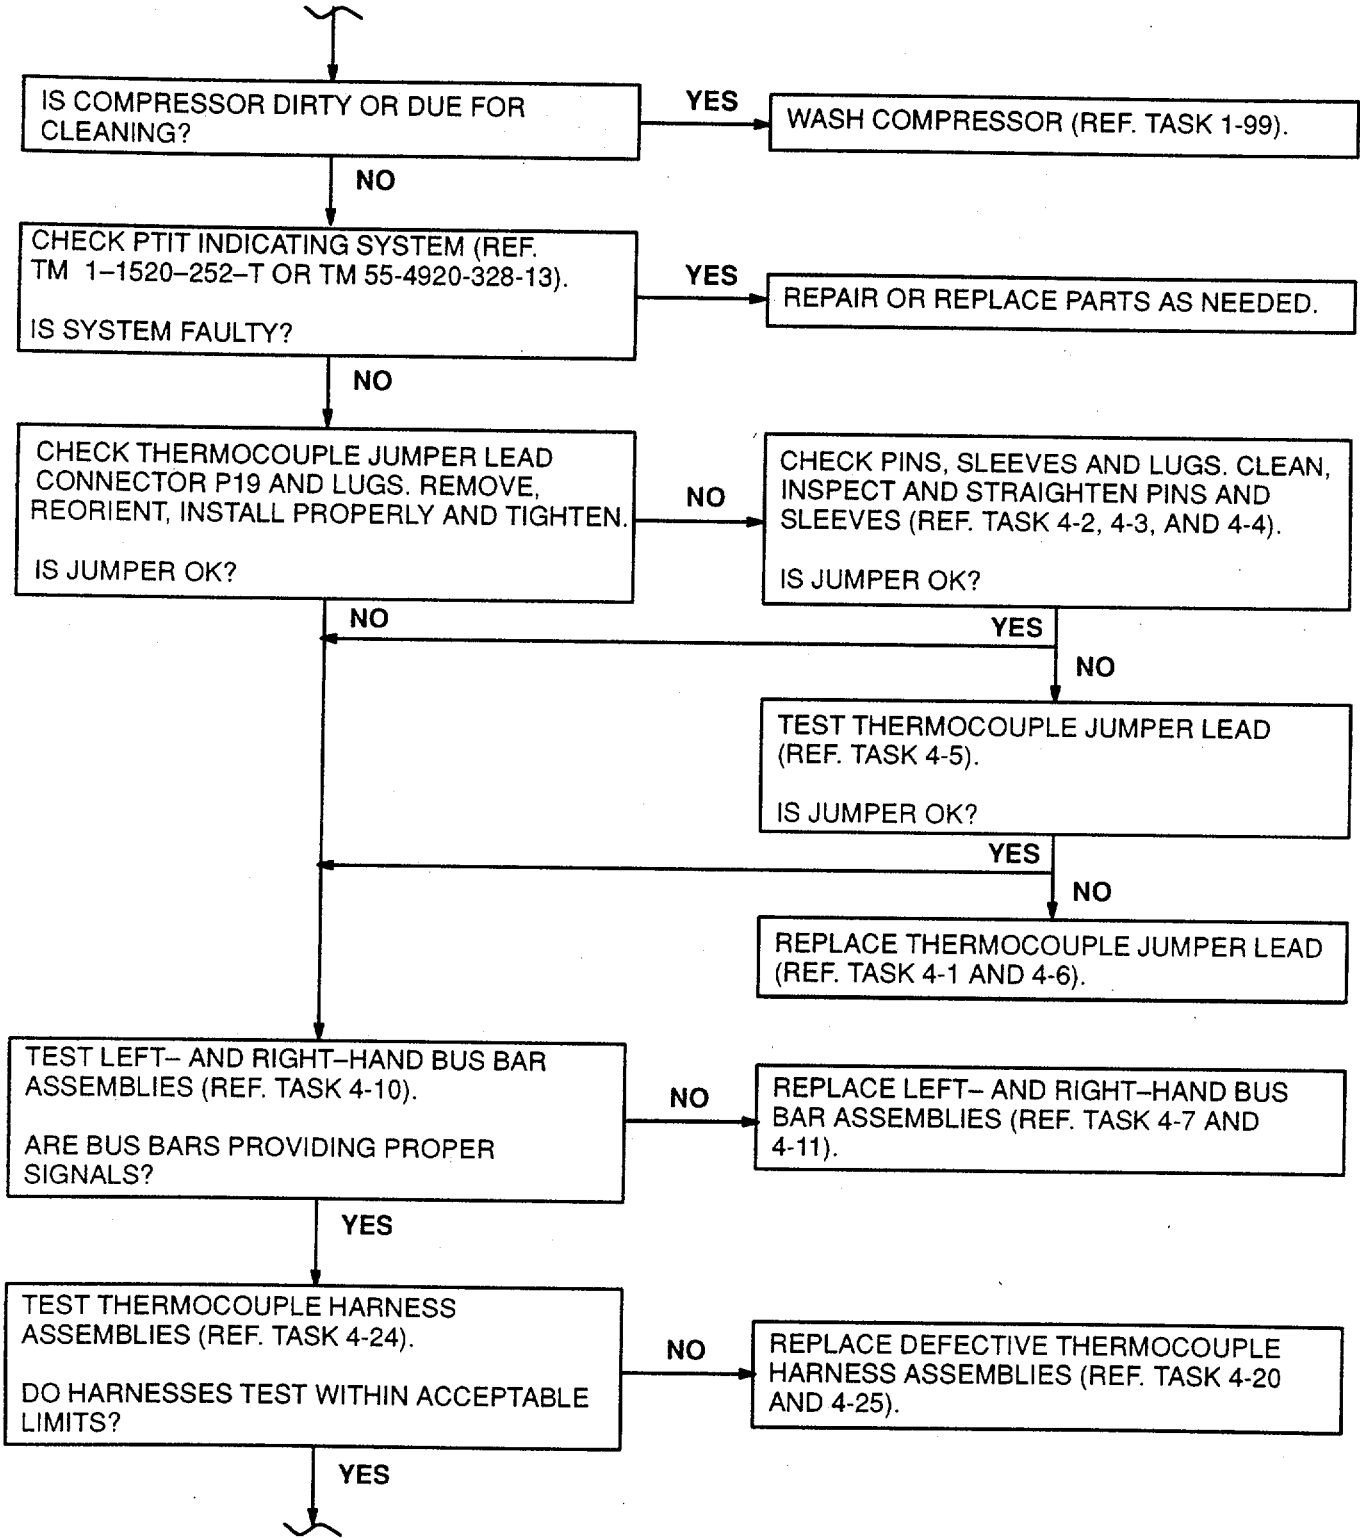 IS COMPRESSOR DIRTY OR DUE FOR
CLEANING?
YES
WASH COMPRESSOR (REF. TASK 1-99).
NO
CHECK PTIT INDICATING SYSTEM (REF.
TM 1–1520–252–T OR TM 55-4920-328-13).
IS SYSTEM FAULTY?
YES
REPAIR OR REPLACE PARTS AS NEEDED.
NO
CHECK THERMOCOUPLE JUMPER LEAD
CONNECTOR P19 AND LUGS. REMOVE,
REORIENT, INSTALL PROPERLY AND TIGHTEN.
IS JUMPER OK?
NO
CHECK PINS, SLEEVES AND LUGS. CLEAN,
INSPECT AND STRAIGHTEN PINS AND
SLEEVES (REF. TASK 4-2, 4-3, AND 4-4).
IS JUMPER OK?
NO
YES
NO
TEST THERMOCOUPLE JUMPER LEAD
(REF. TASK 4-5).
IS JUMPER OK?
YES
NO
REPLACE THERMOCOUPLE JUMPER LEAD
(REF. TASK 4-1 AND 4-6).
TEST LEFT– AND RIGHT–HAND BUS BAR
ASSEMBLIES (REF. TASK 4-10).
ARE BUS BARS PROVIDING PROPER
SIGNALS?
NO
REPLACE LEFT– AND RIGHT–HAND BUS
BAR ASSEMBLIES (REF. TASK 4-7 AND
4-11).
YES
TEST THERMOCOUPLE HARNESS
ASSEMBLIES (REF. TASK 4-24).
DO HARNESSES TEST WITHIN ACCEPTABLE
LIMITS?
NO
REPLACE DEFECTIVE THERMOCOUPLE
HARNESS ASSEMBLIES (REF. TASK 4-20
AND 4-25).
YES